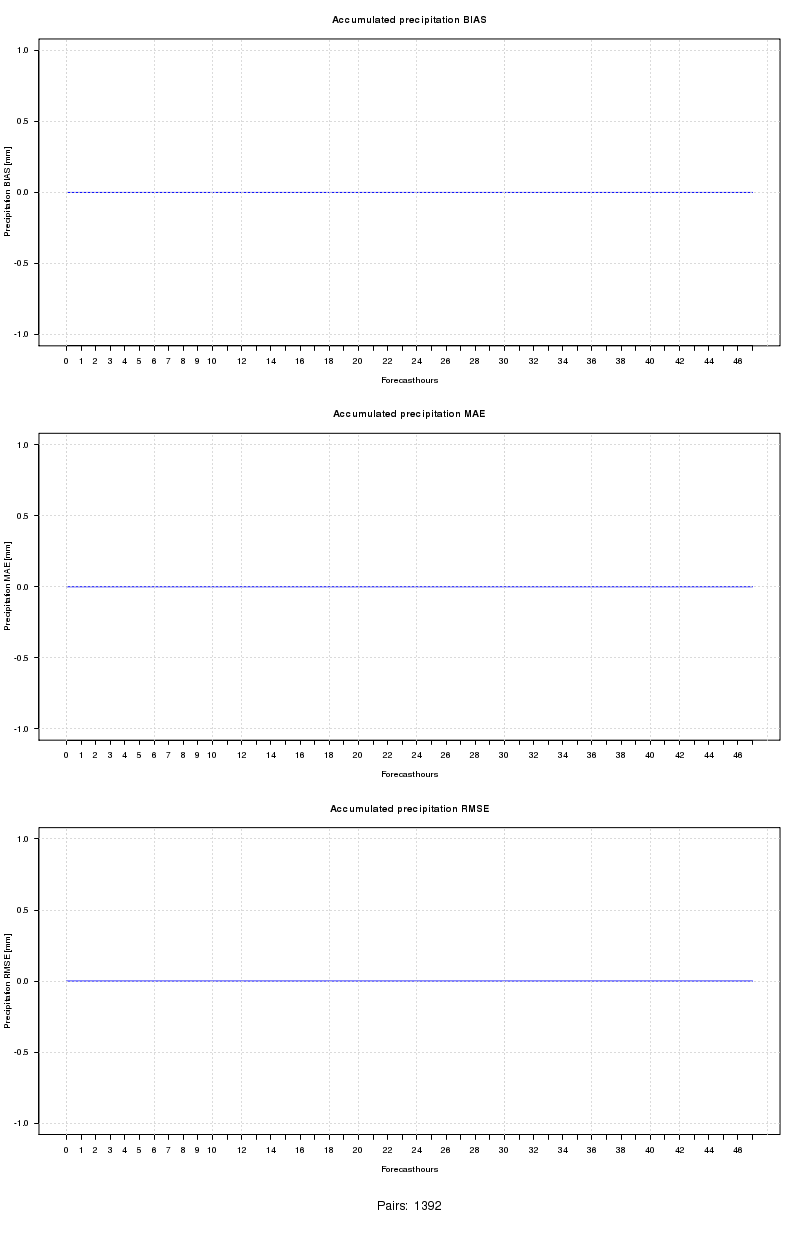 Accumulated precipitation BIAS
1.0
0.5
0.0
-0.5
-1.0
Precipitation BIAS [mm]
0 1 2 3 4 5 6 7 8 9 10 12 14 16 18 20 22 24 26 28 30 32 34 36 38 40 42 44 46
Forecasthours
Accumulated precipitation MAE
1.0
0.5
0.0
-0.5
-1.0
Precipitation MAE [mm]
0 1 2 3 4 5 6 7 8 9 10 12 14 16 18 20 22 24 26 28 30 32 34 36 38 40 42 44 46
Forecasthours
Accumulated precipitation RMSE
1.0
0.5
0.0
-0.5
-1.0
Precipitation RMSE [mm]
0 1 2 3 4 5 6 7 8 9 10 12 14 16 18 20 22 24 26 28 30 32 34 36 38 40 42 44 46
Forecasthours
Pairs: 1392